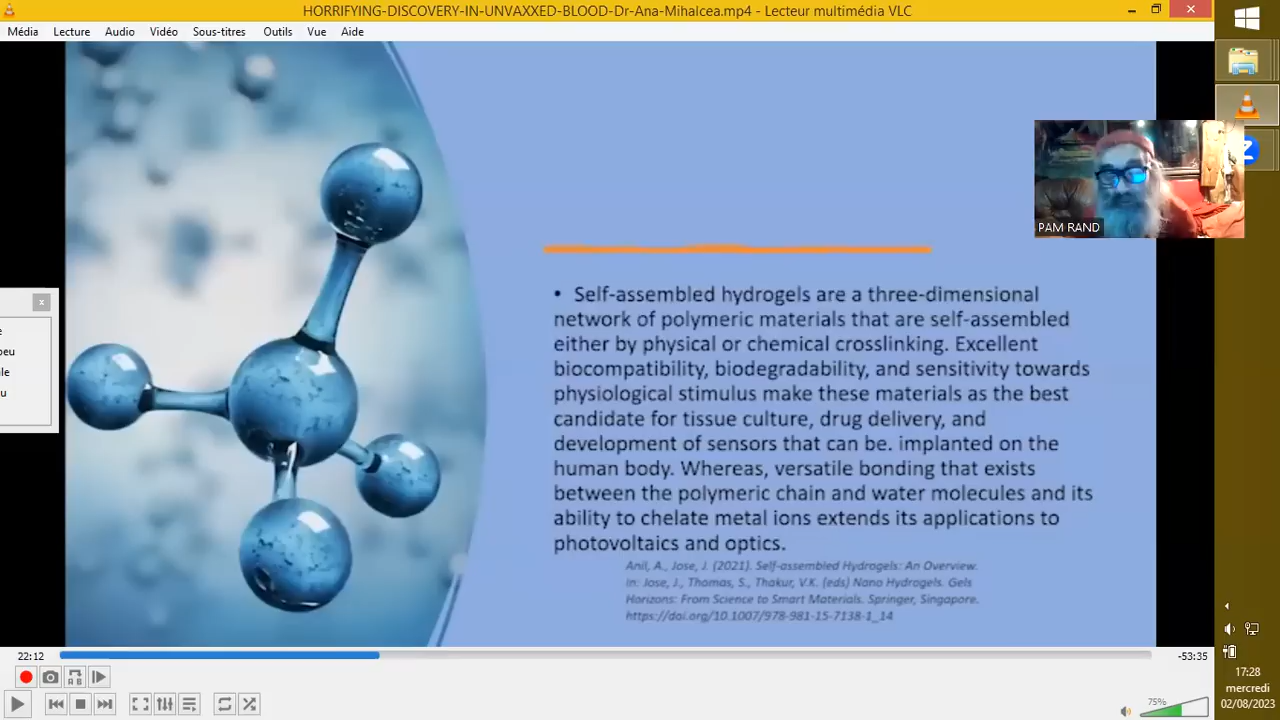 HORRIFYING-DISCOVERY-IN-UNVAXXED-BLOOD-Dr-Ana-Mihalcea.mp4 - Lecteur multimédia VLC
Média Lecture Audio Vidéo Sous-titres Outils Vue Aide
PAM RAND
• Self-assembled hydrogels are a three-dimensional
network of polymeric materials that are self-assembled
either by physical or chemical crosslinking. Excellent
biocompatibility, biodegradability, and sensitivity towards
physiological stimulus make these materials as the best
candidate for tissue culture, drug delivery, and
development of sensors that can be. implanted on the
human body. Whereas, versatile bonding that exists
between the polymeric chain and water molecules and its
ability to chelate metal ions extends its applications to
photovoltaics and optics.
Anil, A., Jose, J. (2021). Self-assembled Hydrogels: An Overview.
In: Jose, J., Thomas, S., Thakur, V.K. (eds) Nano Hydrogels. Gels
Horizons: From Science to Smart Materials. Springer, Singapore.
https://doi.org/10.1007/978-981-15-7138-1_14
22:12
-53:35
75%
17:28
mercredi
02/08/2023